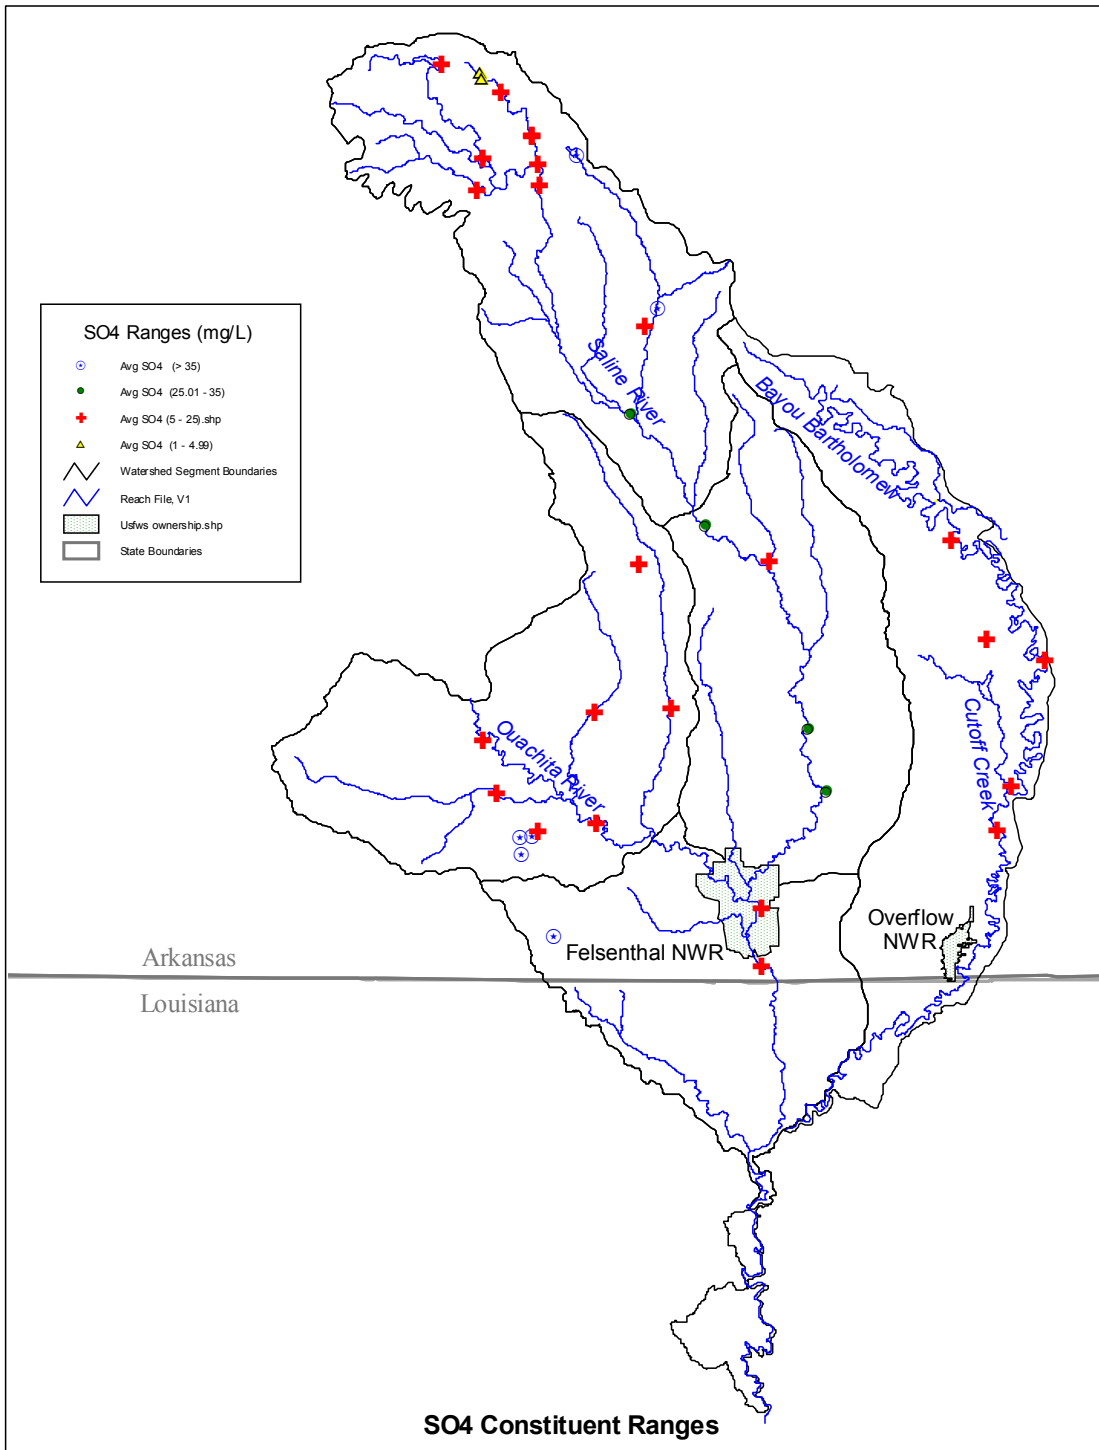 SO4 Ranges (mg/L)
Avg SO4 (> 35)
Avg SO4 (25.01 - 35)
Avg SO4 (5 - 25).shp
Avg SO4 (1 - 4.99)
Watershed Segment Boundaries
Reach File, V1
Usfws ownership.shp
State Boundaries
Saline River
Bayou Bartholomew
Ouachita River
Cutoff Creek
Overflow
NWR
Felsenthal NWR
Arkansas
Louisiana
SO4 Constituent Ranges